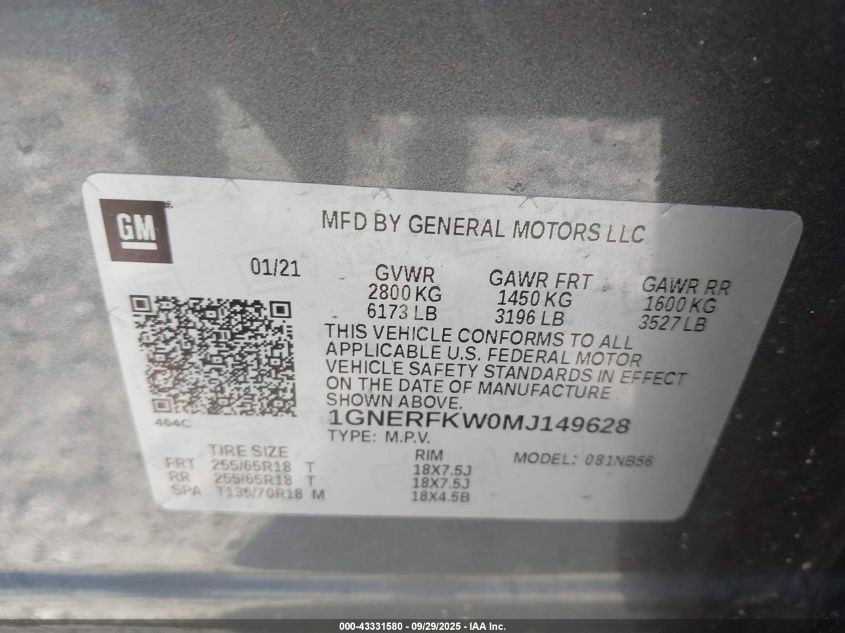 GM
MFD BY GENERAL MOTORS LLC
01/21
GVWR
2800 KG
6173 LB
GAWR FRT
1450 KG
3196 LB
GAWR RR
1600 KG
3527 LB
THIS VEHICLE CONFORMS TO ALL
APPLICABLE U.S. FEDERAL MOTOR
VEHICLE SAFETY STANDARDS IN EFFECT
ON THE DATE OF MANUFACTURE
SHOWN ABOVE.
464C
1GNERFKW0MJ149628
TYPE: M.P.V.
TIRE SIZE
RIM
MODEL: 081NB56
FRT 255/65R18 T 18X7.5J
RR 255/65R18 T 18X7.5J
SPA T135/70R18 M 18X4.5B
000-43331580 - 09/29/2025 - IAA Inc.